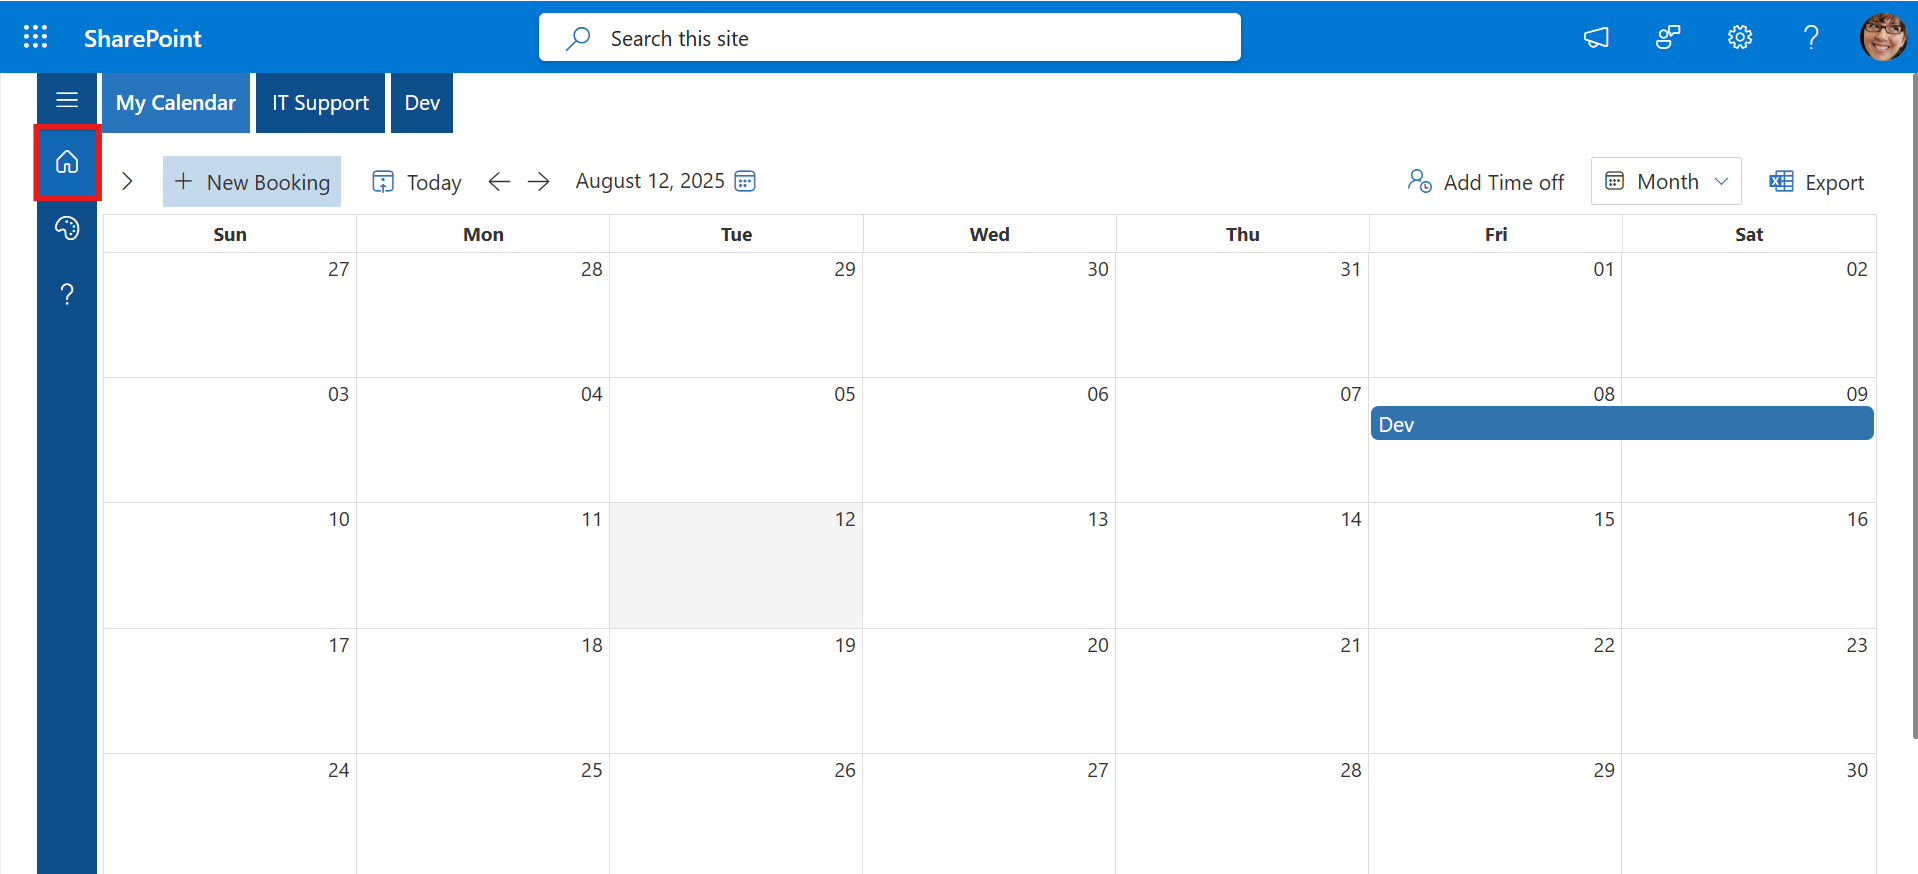 SharePoint
Search this site
My Calendar IT Support Dev
New Booking Today August 12, 2025 Add Time off Month Export
Sun Mon Tue Wed Thu Fri Sat
27 28 29 30 31 01 02
03 04 05 06 07 08 09
Dev
10 11 12 13 14 15 16
17 18 19 20 21 22 23
24 25 26 27 28 29 30